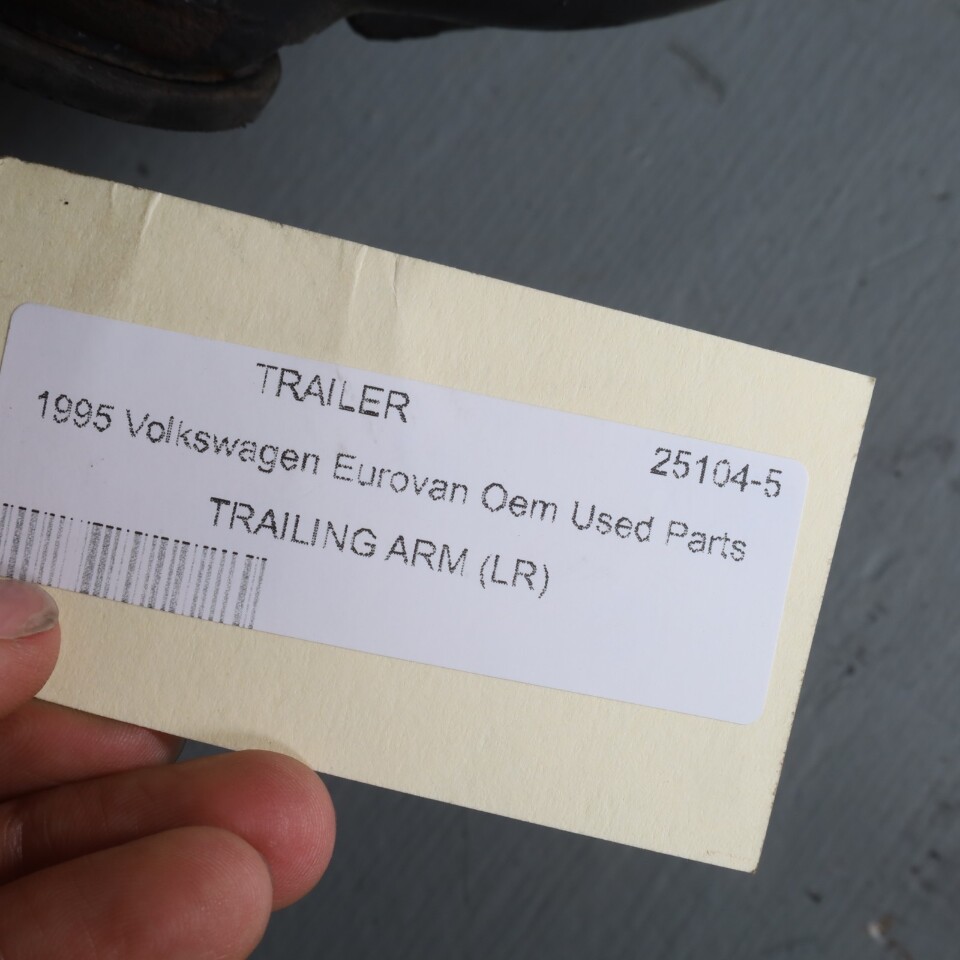 TRAILER
25104-5
1995 Volkswagen Eurovan Oem Used Parts
TRAILING ARM (LR)